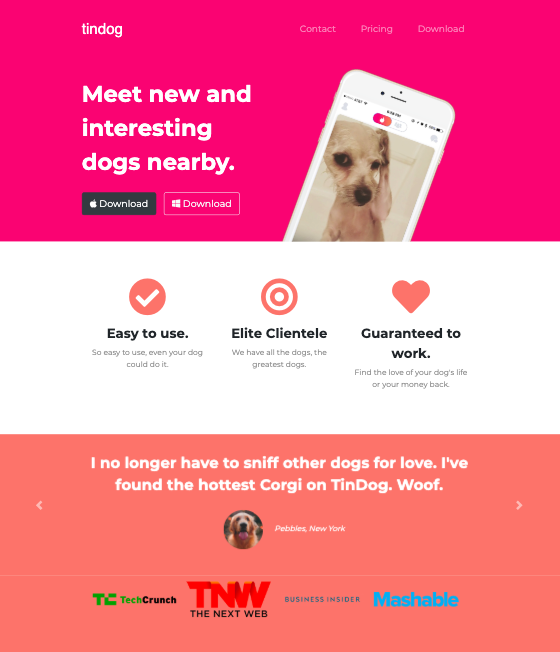 tindog
Contact Pricing Download
Meet new and
interesting
dogs nearby.
Download Download
Easy to use.
So easy to use, even your dog
could do it.
Elite Clientele
We have all the dogs, the
greatest dogs.
Guaranteed to
work.
Find the love of your dog's life
or your money back.
I no longer have to sniff other dogs for love. I've
found the hottest Corgi on TinDog. Woof.
Pebbles, New York
TC TechCrunch
TNW
THE NEXT WEB
BUSINESS INSIDER
Mashable